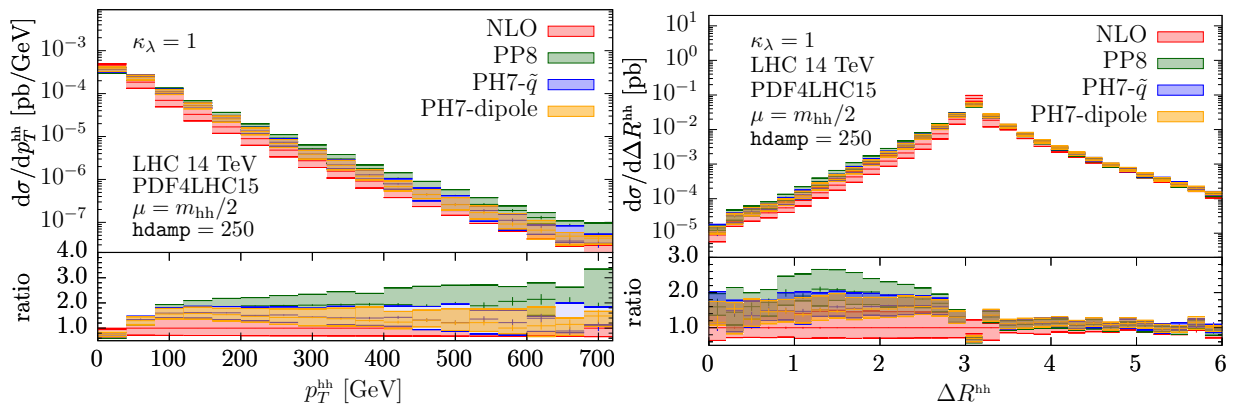 dσ/dp_T^hh [pb/GeV]
10⁻³
10⁻⁴
10⁻⁵
10⁻⁶
10⁻⁷
κ_λ = 1
NLO
PP8
PH7-q̃
PH7-dipole
LHC 14 TeV
PDF4LHC15
μ = m_hh/2
hdamp = 250
ratio
4.0
3.0
2.0
1.0
0 100 200 300 400 500 600 700
p_T^hh [GeV]
dσ/dΔR^hh [pb]
10¹
10⁰
10⁻¹
10⁻²
10⁻³
10⁻⁴
10⁻⁵
κ_λ = 1
LHC 14 TeV
PDF4LHC15
μ = m_hh/2
hdamp = 250
NLO
PP8
PH7-q̃
PH7-dipole
ratio
3.0
2.0
1.0
0 1 2 3 4 5 6
ΔR^hh